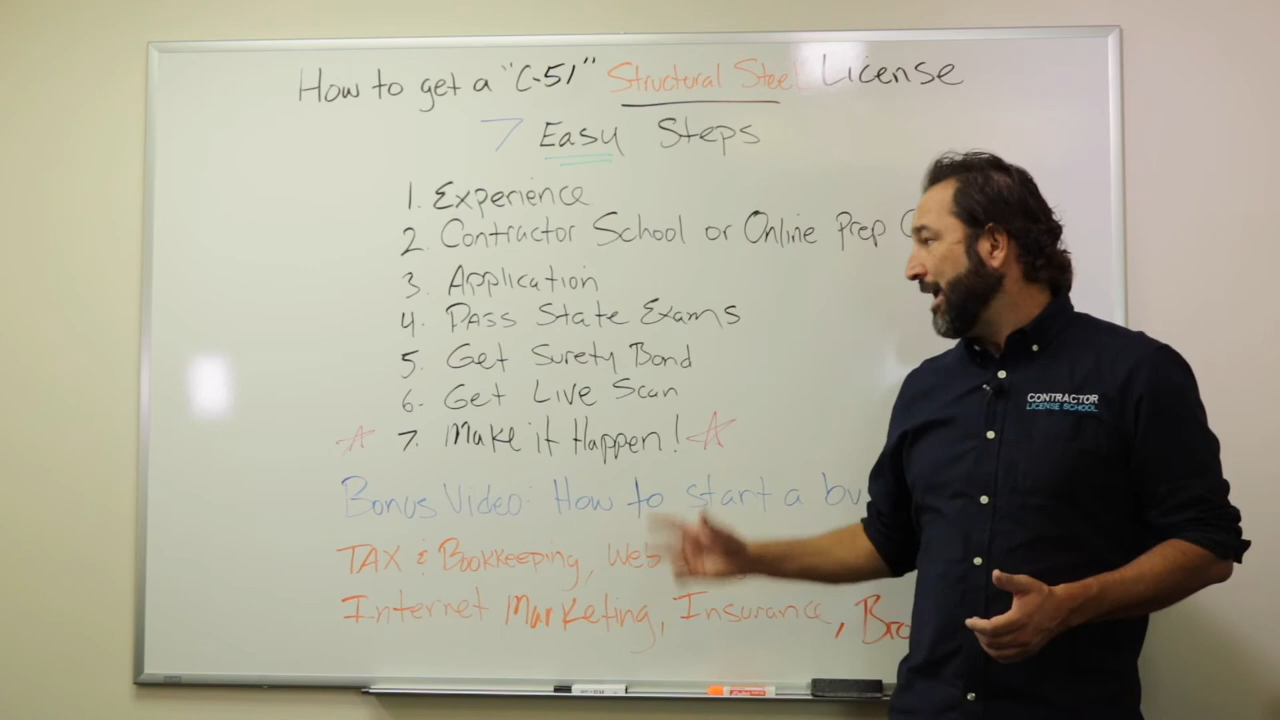 How to get a "C-51" Structural Steel License
7 Easy Steps
1. Experience
2. Contractor School or Online Prep
3. Application
4. Pass State Exams
5. Get Surety Bond
6. Get Live Scan
7. Make it Happen!
Bonus Video: How to start a
TAX & Bookkeeping, Web
Internet Marketing, Insurance,
CONTRACTOR
LICENSE SCHOOL